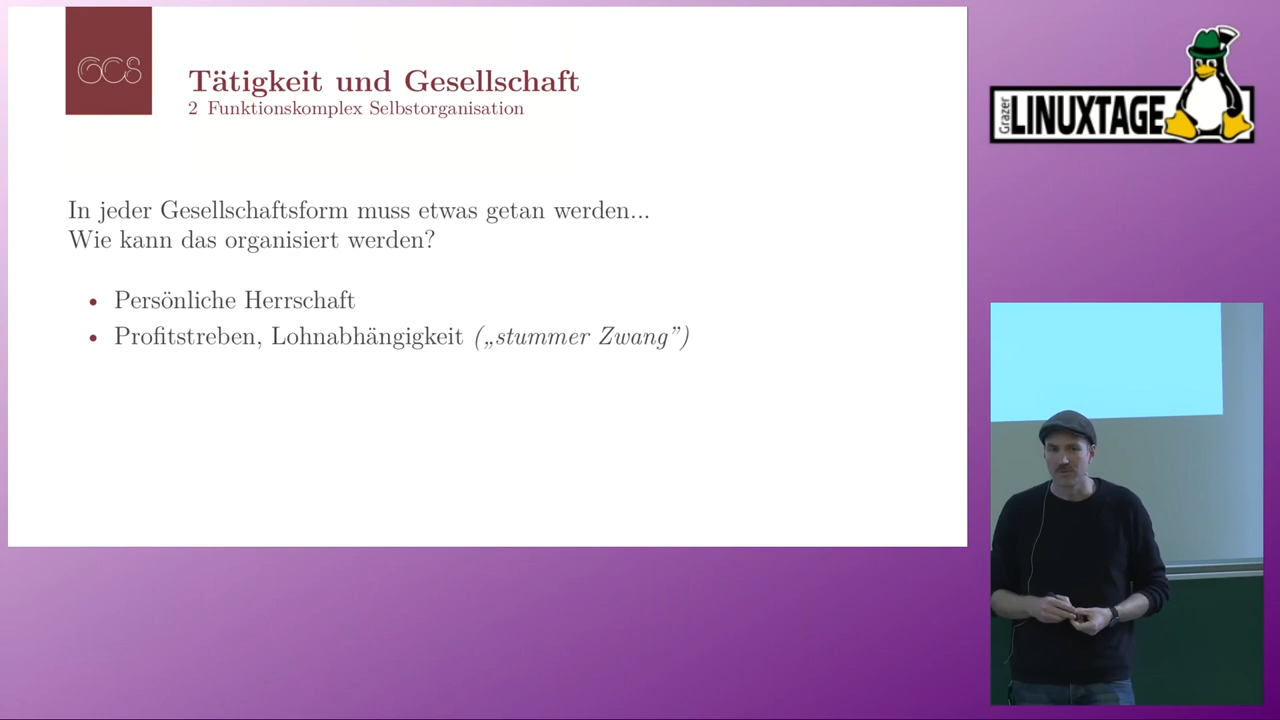 GCS
Tätigkeit und Gesellschaft
2 Funktionskomplex Selbstorganisation
In jeder Gesellschaftsform muss etwas getan werden...
Wie kann das organisiert werden?
• Persönliche Herrschaft
• Profitstreben, Lohnabhängigkeit („stummer Zwang”)
Grazer
LINUXTAGE